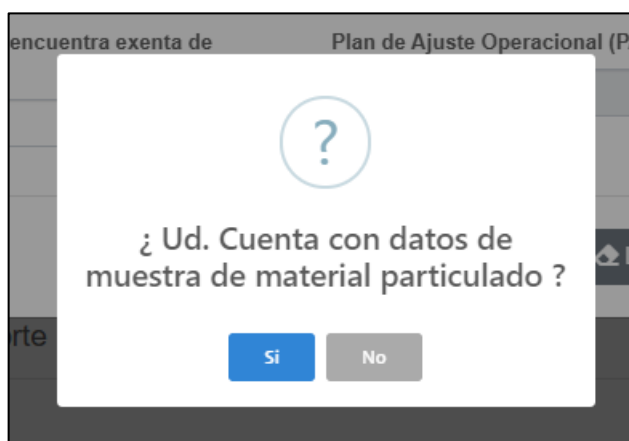 encuentra exenta de
Plan de Ajuste Operacional (P
?
¿ Ud. Cuenta con datos de
muestra de material particulado ?
rte
Si
No